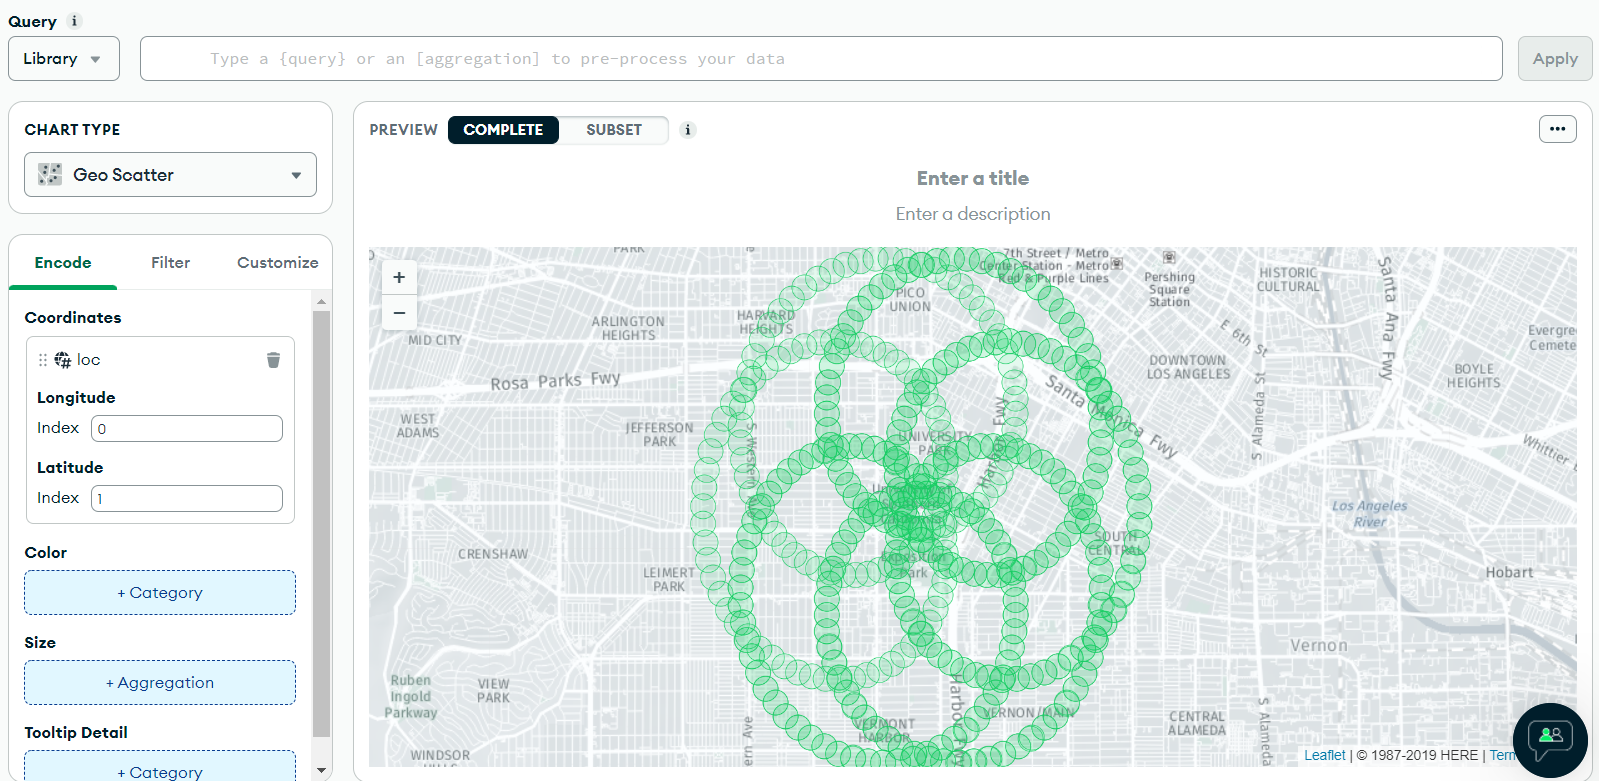 Query i
Library
Type a {query} or an [aggregation] to pre-process your data
Apply
CHART TYPE
Geo Scatter
Encode
Filter
Customize
Coordinates
loc
Longitude
Index 0
Latitude
Index 1
Color
+ Category
Size
+ Aggregation
Tooltip Detail
+ Category
PREVIEW COMPLETE SUBSET i
Enter a title
Enter a description
+
−
PARK
7th Street / Metro
Center Station - Metro
Red & Purple Lines
Pershing
Square
Station
HISTORIC
CULTURAL
Santa Ana Fwy
PICO
UNION
HARVARD
HEIGHTS
ARLINGTON
HEIGHTS
MID CITY
E 6th St
Evergreen
Cemete
DOWNTOWN
LOS ANGELES
BOYLE
HEIGHTS
Rosa Parks Fwy
Santa Monica Fwy
S Alameda St
WEST
ADAMS
JEFFERSON
PARK
S Western Ave
UNIVERSITY
PARK
Harbor Fwy
Whittier
Los Angeles
River
Exposition
Park
SOUTH
CENTRAL
CRENSHAW
LEIMERT
PARK
Hobart
Vernon
Ruben
Ingold
Parkway
VIEW
PARK
Harbor Fwy
VERNON/MAIN
VERMONT
HARBOR
CENTRAL
ALAMEDA
S Alameda
ern Ave
WINDSOR
Leaflet | © 1987-2019 HERE | Term